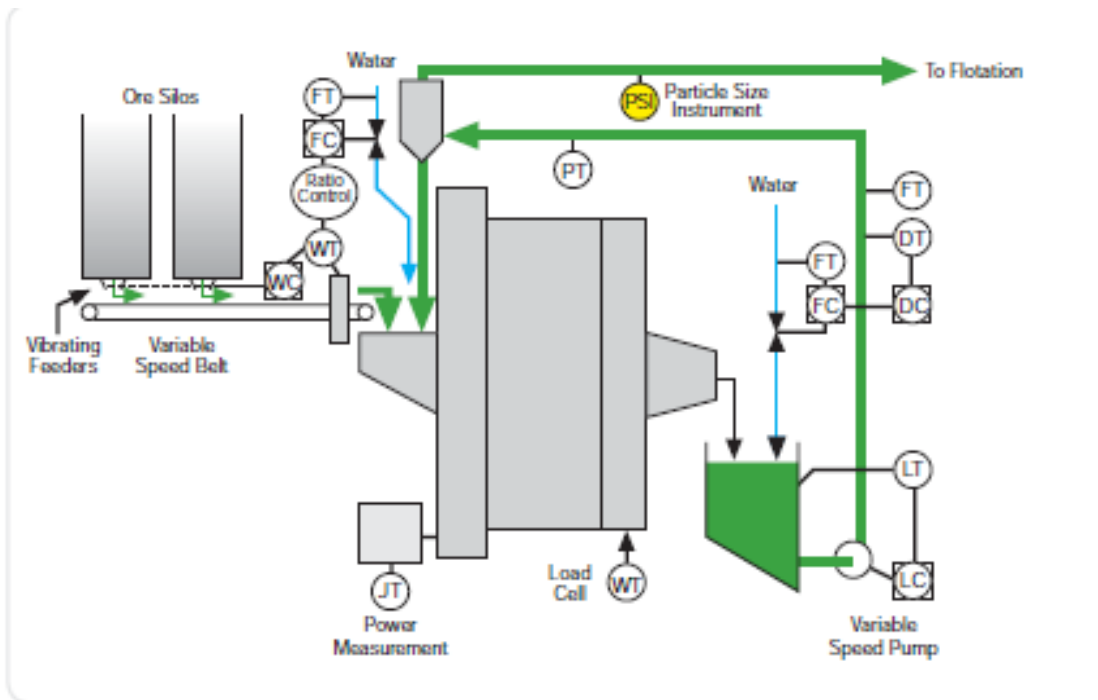 Water
To Flotation
Ore Silos
FT
PSI
Particle Size
Instrument
FC
PT
Ratio
Control
Water
FT
WT
DT
FT
WC
FC
DC
Vibrating
Feeders
Variable
Speed Belt
LT
Load
Cell
WT
LC
JT
Power
Measurement
Variable
Speed Pump